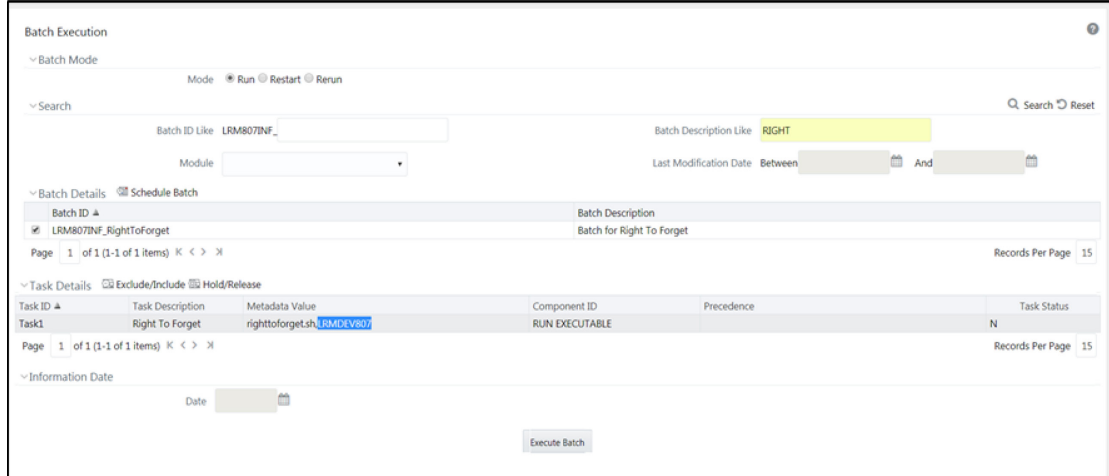 Batch Execution
Batch Mode
Mode Run Restart Rerun
Search Search Reset
Batch ID Like LRM807INF_ Batch Description Like RIGHT
Module Last Modification Date Between And
Batch Details Schedule Batch
Batch ID Batch Description
LRM807INF_RightToForget Batch for Right To Forget
Page 1 of 1 (1-1 of 1 items) Records Per Page 15
Task Details Exclude/Include Hold/Release
Task ID Task Description Metadata Value Component ID Precedence Task Status
Task1 Right To Forget righttoforget.sh,LRMDEV807 RUN EXECUTABLE N
Page 1 of 1 (1-1 of 1 items) Records Per Page 15
Information Date
Date
Execute Batch